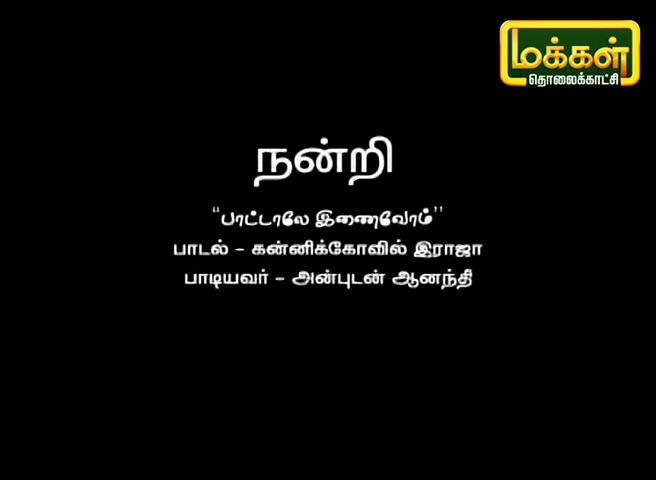 மக்கள்
தொலைக்காட்சி
நன்றி
“பாட்டாலே இணைவோம்”
பாடல் – கன்னிக்கோவில் இராஜா
பாடியவர் – அன்புடன் ஆனந்தி